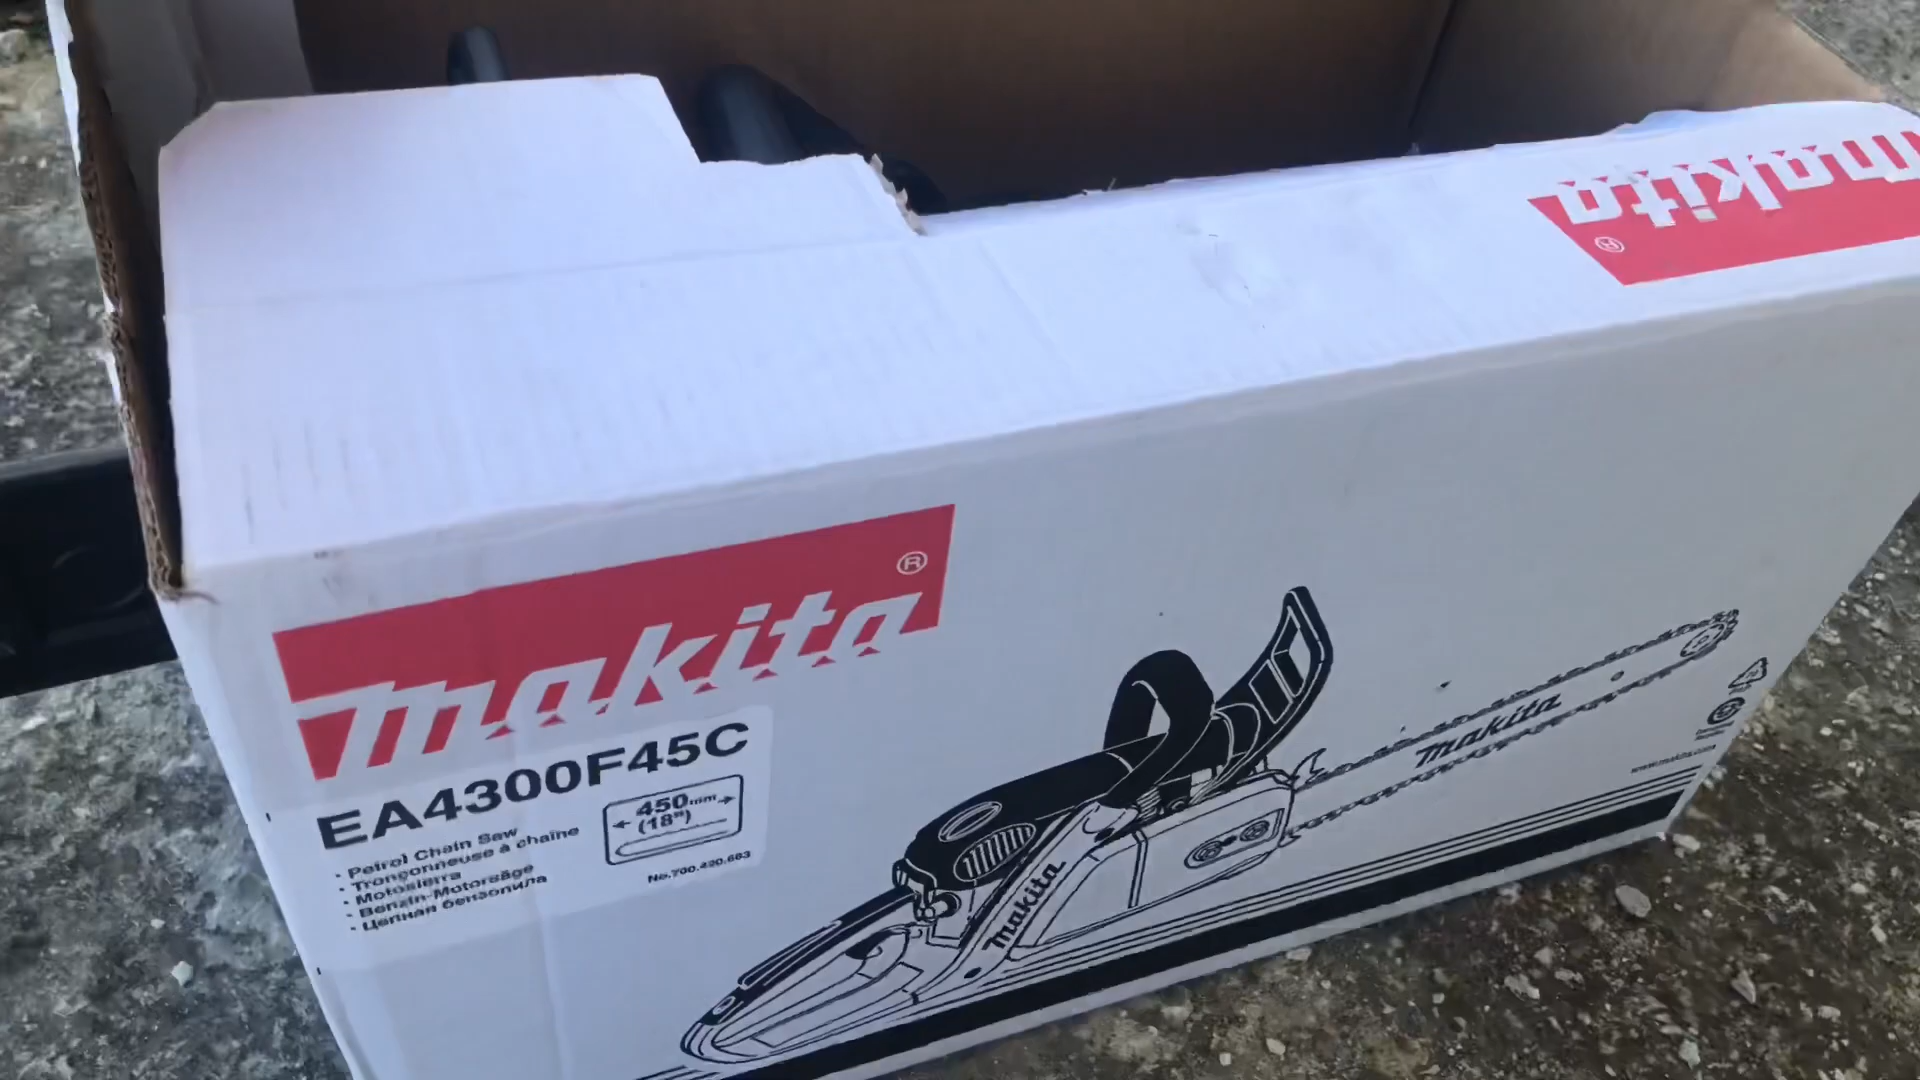 makita ®
makita ®
EA4300F45C
450mm
(18")
· Petrol Chain Saw
· Tronçonneuse à chaîne
· Motosierra
· Benzin-Motorsäge
· Цепная бензопила
No.700.420.663
makita
makita
www.makita.com